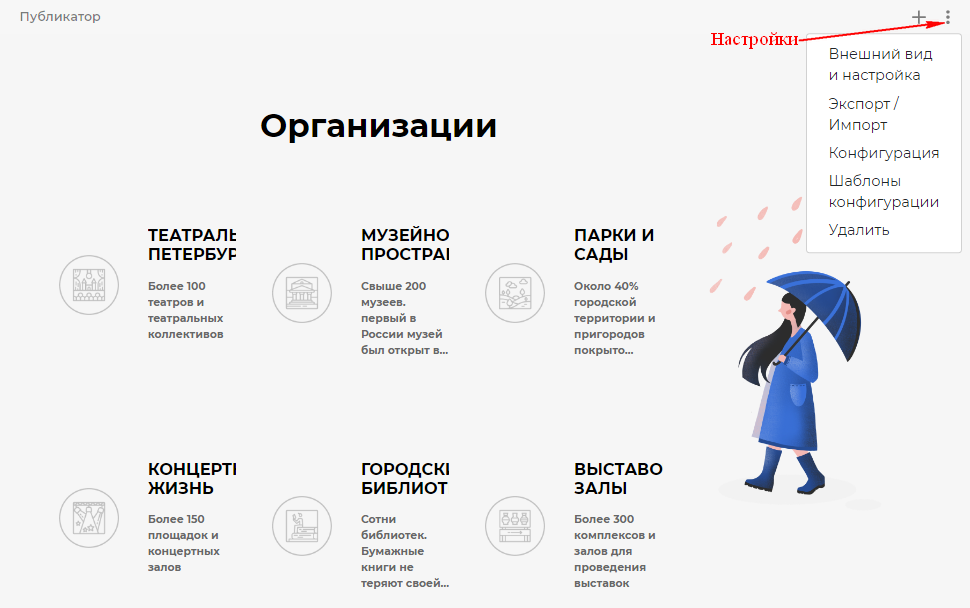 Публикатор
Настройки
Внешний вид
и настройка
Экспорт /
Импорт
Конфигурация
Шаблоны
конфигурации
Удалить
Организации
ТЕАТРАЛЬ
ПЕТЕРБУР
Более 100
театров и
театральных
коллективов
МУЗЕЙНО
ПРОСТРАН
Свыше 200
музеев.
первый в
России музей
был открыт в...
ПАРКИ И
САДЫ
Около 40%
городской
территории и
пригородов
покрыто...
КОНЦЕРТН
ЖИЗНЬ
Более 150
площадок и
концертных
залов
ГОРОДСКИ
БИБЛИОТ
Сотни
библиотек.
Бумажные
книги не
теряют своей...
ВЫСТАВО
ЗАЛЫ
Более 300
комплексов и
залов для
проведения
выставок